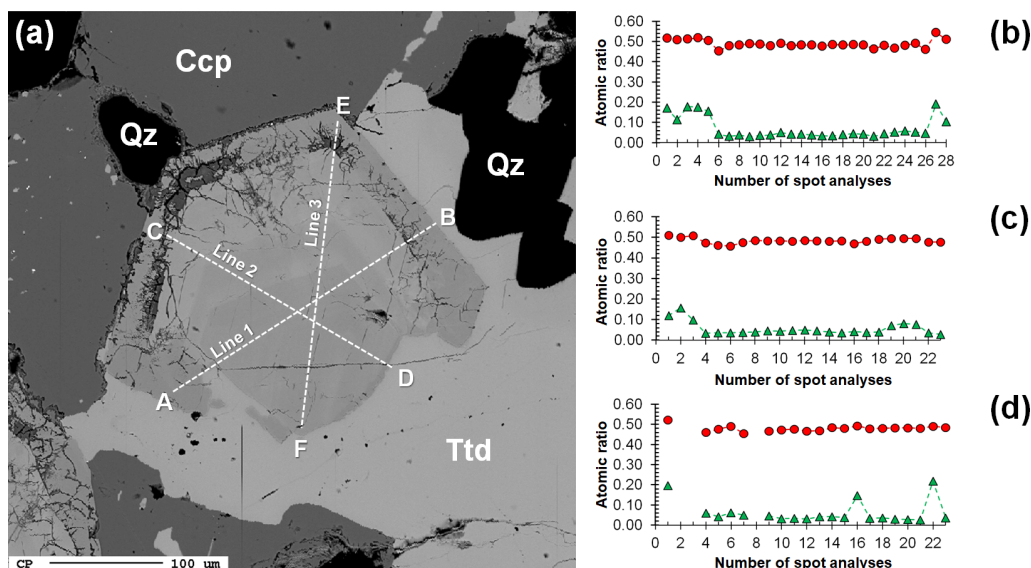 (a)
Ccp
E
Qz
Qz
Line 3
B
C
Line 2
Line 1
D
A
F
Ttd
CP 100 um
(b)
Atomic ratio
0.60
0.50
0.40
0.30
0.20
0.10
0.00
0 2 4 6 8 10 12 14 16 18 20 22 24 26 28
Number of spot analyses
(c)
Atomic ratio
0.60
0.50
0.40
0.30
0.20
0.10
0.00
0 2 4 6 8 10 12 14 16 18 20 22
Number of spot analyses
(d)
Atomic ratio
0.60
0.50
0.40
0.30
0.20
0.10
0.00
0 2 4 6 8 10 12 14 16 18 20 22
Number of spot analyses